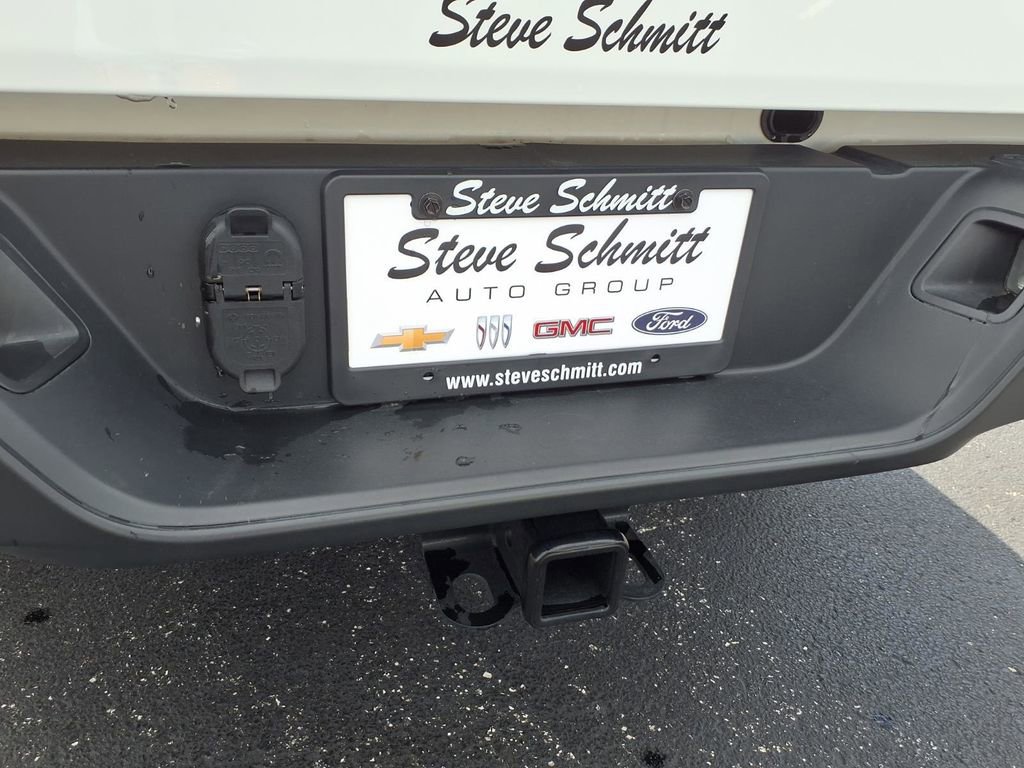 Steve Schmitt
Steve Schmitt
Steve Schmitt
AUTO GROUP
GMC Ford
www.steveschmitt.com